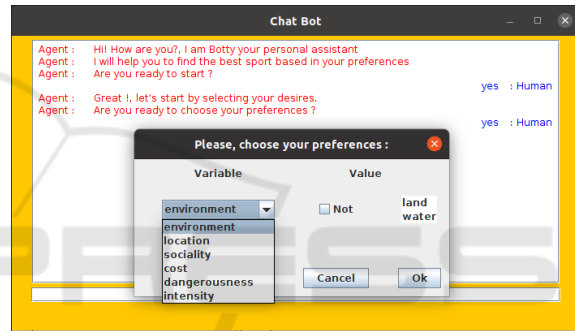 Chat Bot
Agent : Hi! How are you?, I am Botty your personal assistant
Agent : I will help you to find the best sport based in your preferences
Agent : Are you ready to start ?
yes : Human
Agent : Great !, let's start by selecting your desires.
Agent : Are you ready to choose your preferences ?
yes : Human
Please, choose your preferences :
Variable Value
environment Not land
water
environment
location
sociality
cost
dangerousness
intensity
Cancel Ok